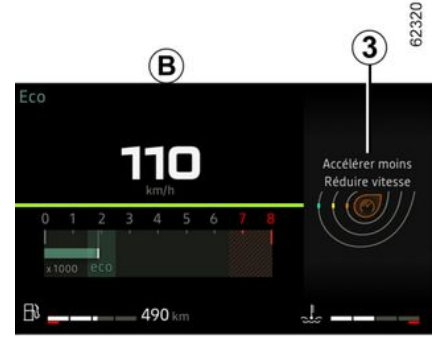 62320
B
3
Eco
110
km/h
Accélérer moins
Réduire vitesse
0 1 2 3 4 5 6 7 8
x 1000 eco
490 km